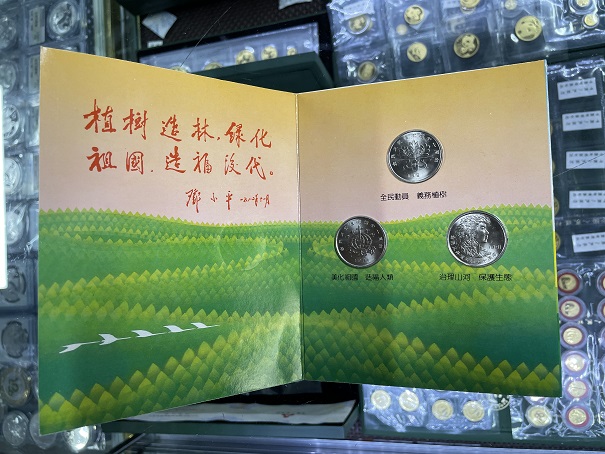 植樹造林,绿化
祖國,造福後代。
鄧小平
全民動員 義務植樹
美化祖國 造福人類
治理山河 保護生態